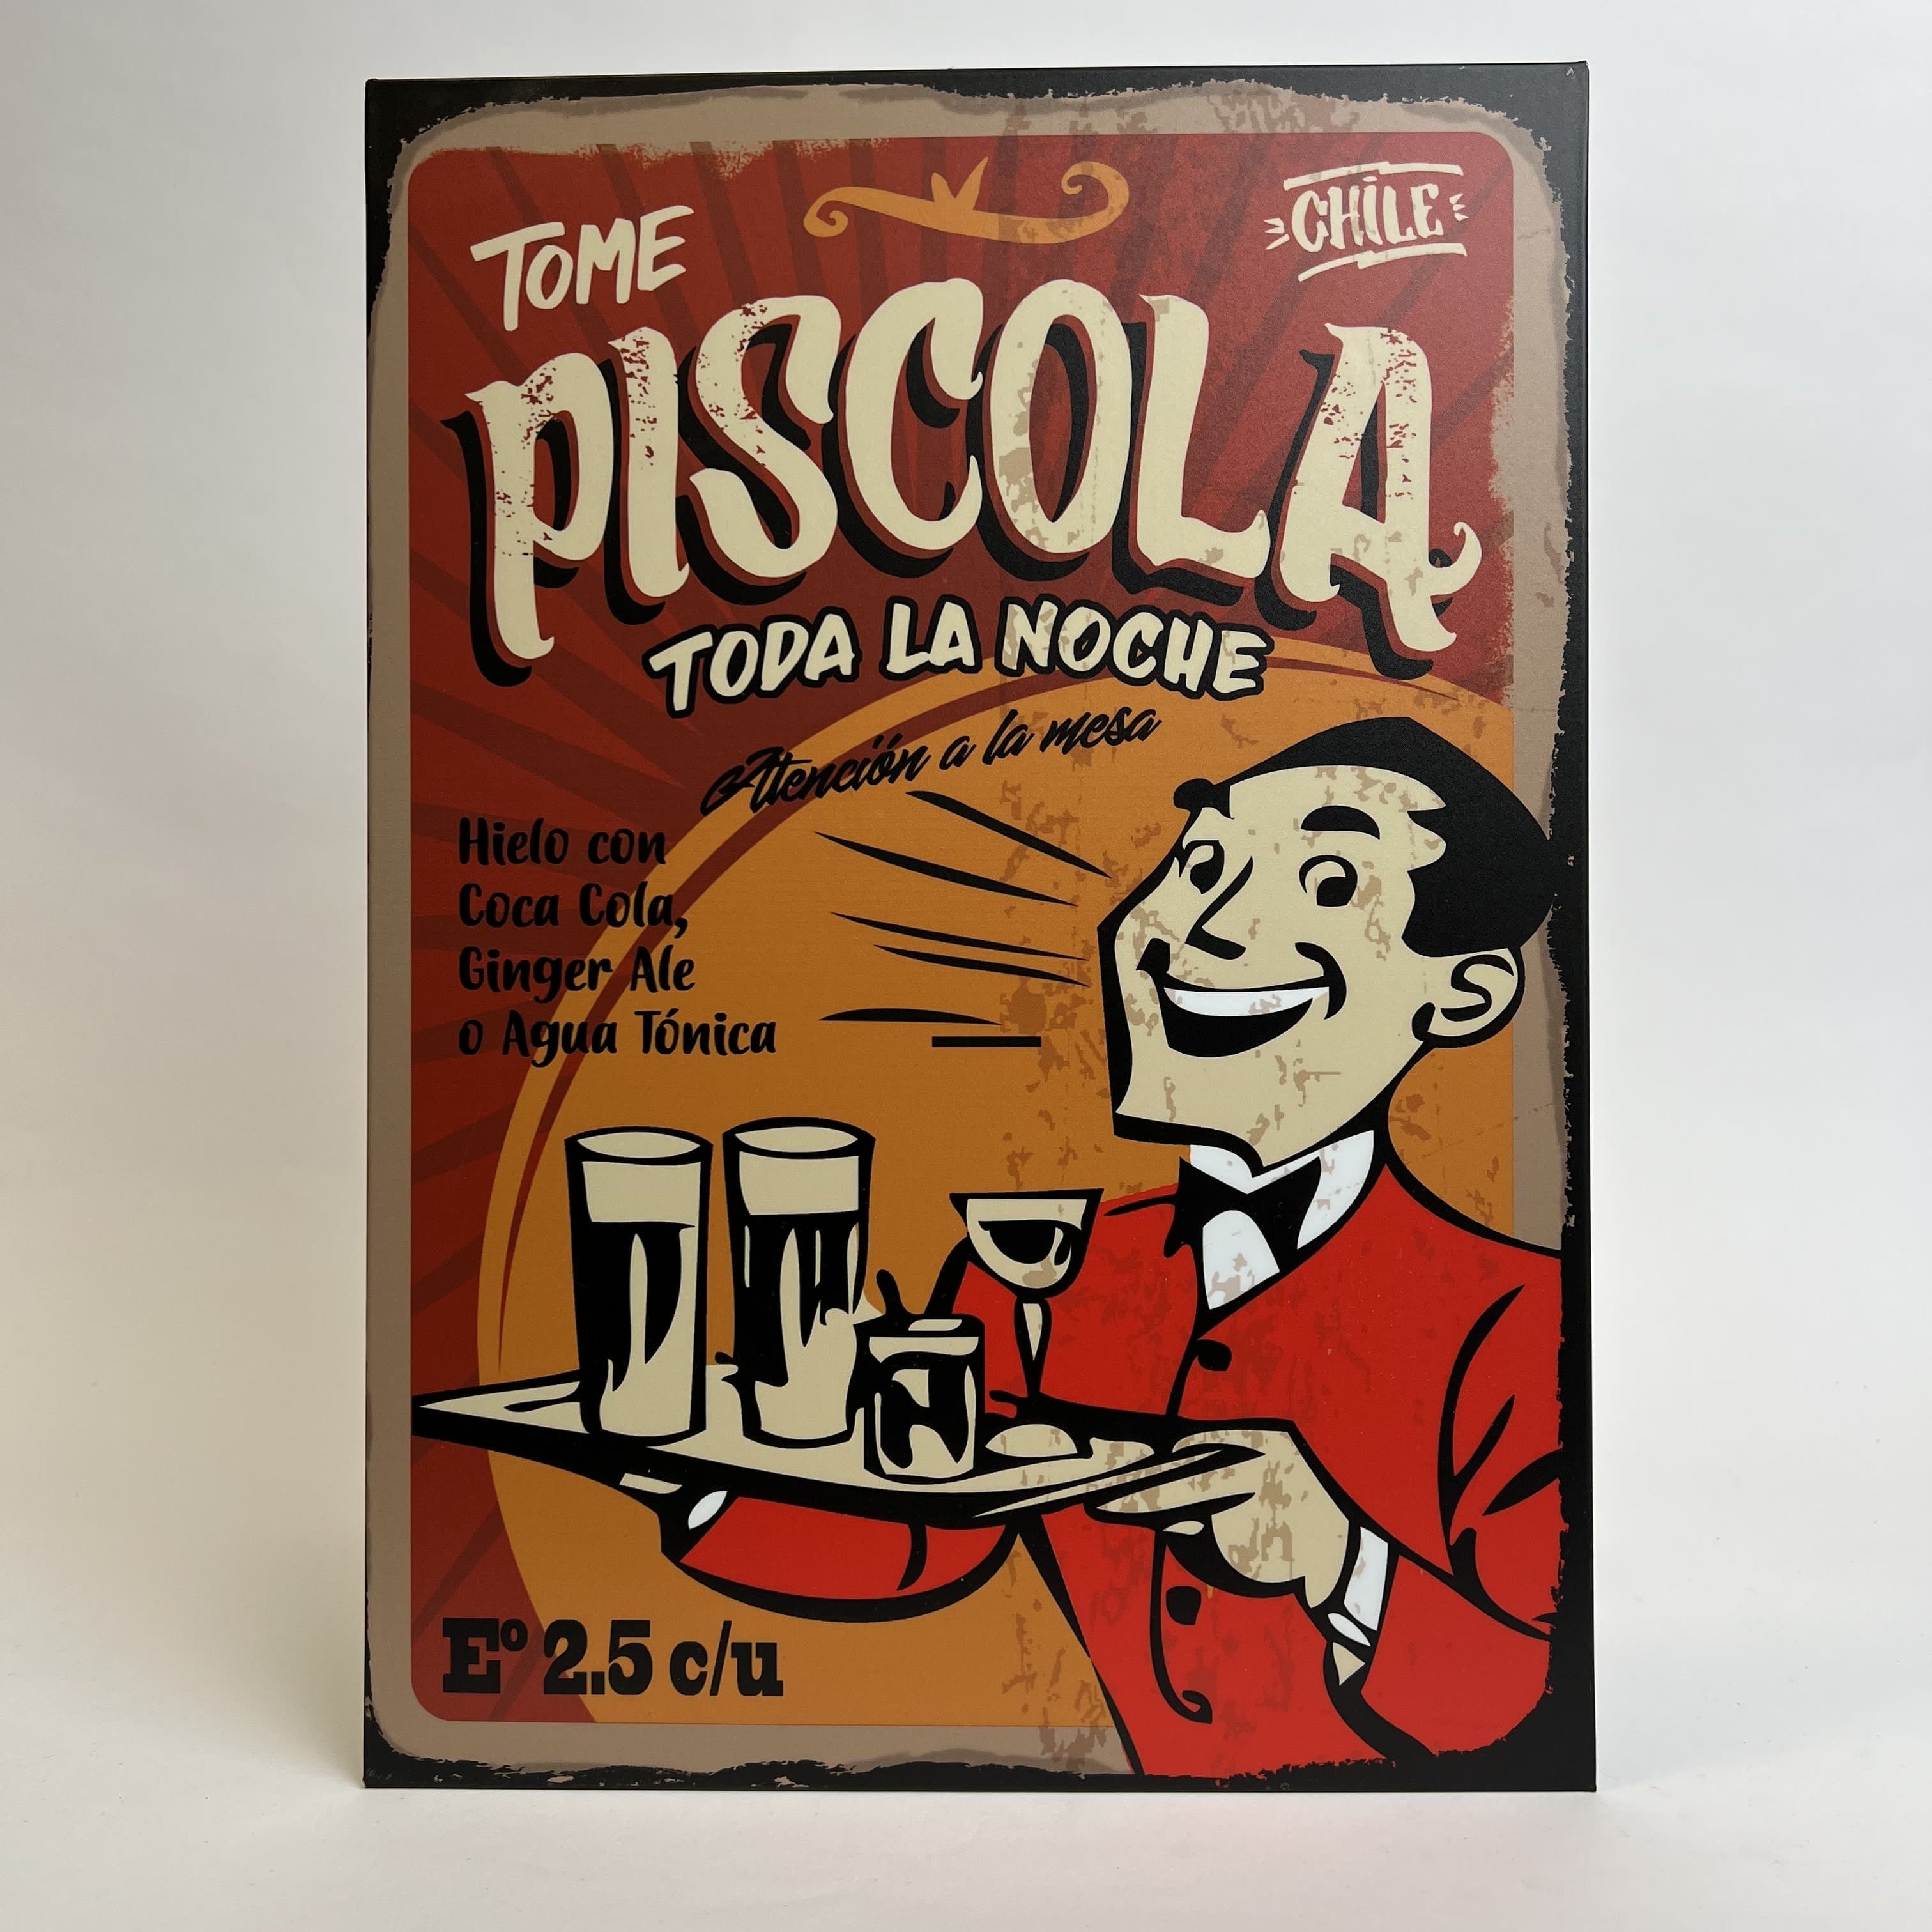 TOME
CHILE
PISCOLA
TODA LA NOCHE
Atención a la mesa
Hielo con
Coca Cola,
Ginger Ale
o Agua Tónica
Eº 2.5 c/u